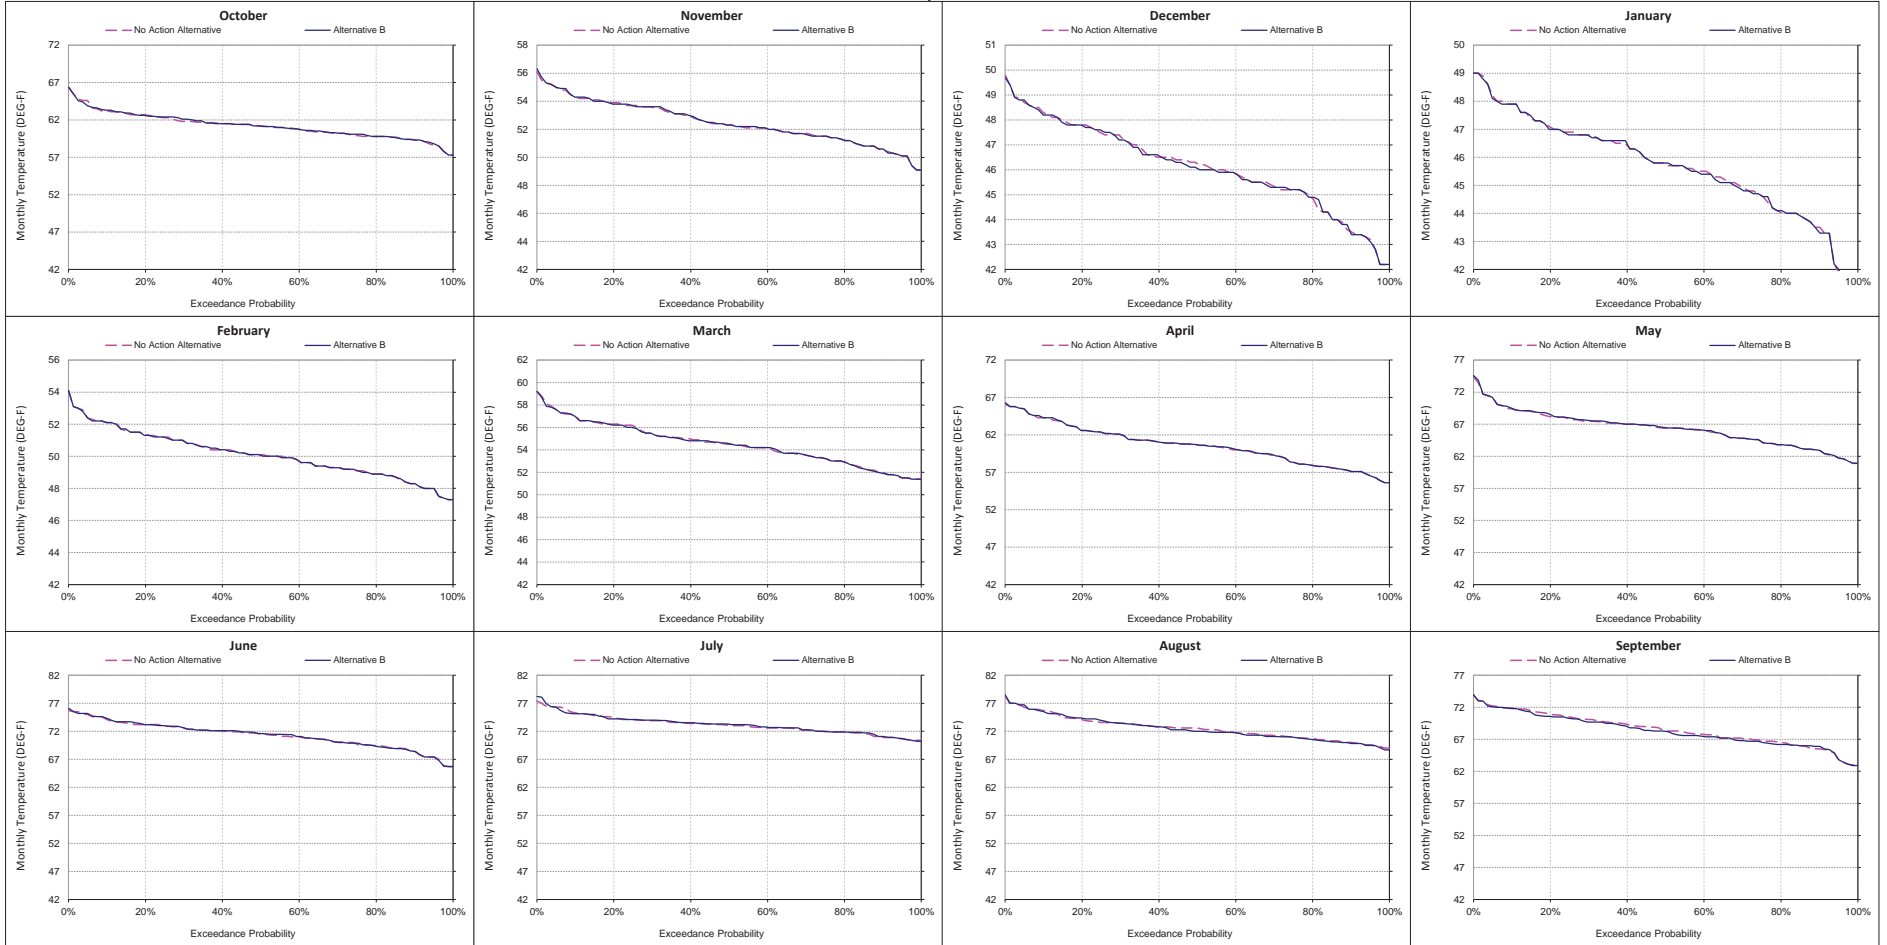 October
No Action Alternative Alternative B
Monthly Temperature (DEG-F)
72
67
62
57
52
47
42
0% 20% 40% 60% 80% 100%
Exceedance Probability
November
No Action Alternative Alternative B
Monthly Temperature (DEG-F)
58
56
54
52
50
48
46
44
42
0% 20% 40% 60% 80% 100%
Exceedance Probability
December
No Action Alternative Alternative B
Monthly Temperature (DEG-F)
51
50
49
48
47
46
45
44
43
42
0% 20% 40% 60% 80% 100%
Exceedance Probability
January
No Action Alternative Alternative B
Monthly Temperature (DEG-F)
50
49
48
47
46
45
44
43
42
0% 20% 40% 60% 80% 100%
Exceedance Probability
February
No Action Alternative Alternative B
Monthly Temperature (DEG-F)
56
54
52
50
48
46
44
42
0% 20% 40% 60% 80% 100%
Exceedance Probability
March
No Action Alternative Alternative B
Monthly Temperature (DEG-F)
62
60
58
56
54
52
50
48
46
44
42
0% 20% 40% 60% 80% 100%
Exceedance Probability
April
No Action Alternative Alternative B
Monthly Temperature (DEG-F)
72
67
62
57
52
47
42
0% 20% 40% 60% 80% 100%
Exceedance Probability
May
No Action Alternative Alternative B
Monthly Temperature (DEG-F)
77
72
67
62
57
52
47
42
0% 20% 40% 60% 80% 100%
Exceedance Probability
June
No Action Alternative Alternative B
Monthly Temperature (DEG-F)
82
77
72
67
62
57
52
47
42
0% 20% 40% 60% 80% 100%
Exceedance Probability
July
No Action Alternative Alternative B
Monthly Temperature (DEG-F)
82
77
72
67
62
57
52
47
42
0% 20% 40% 60% 80% 100%
Exceedance Probability
August
No Action Alternative Alternative B
Monthly Temperature (DEG-F)
82
77
72
67
62
57
52
47
42
0% 20% 40% 60% 80% 100%
Exceedance Probability
September
No Action Alternative Alternative B
Monthly Temperature (DEG-F)
77
72
67
62
57
52
47
42
0% 20% 40% 60% 80% 100%
Exceedance Probability